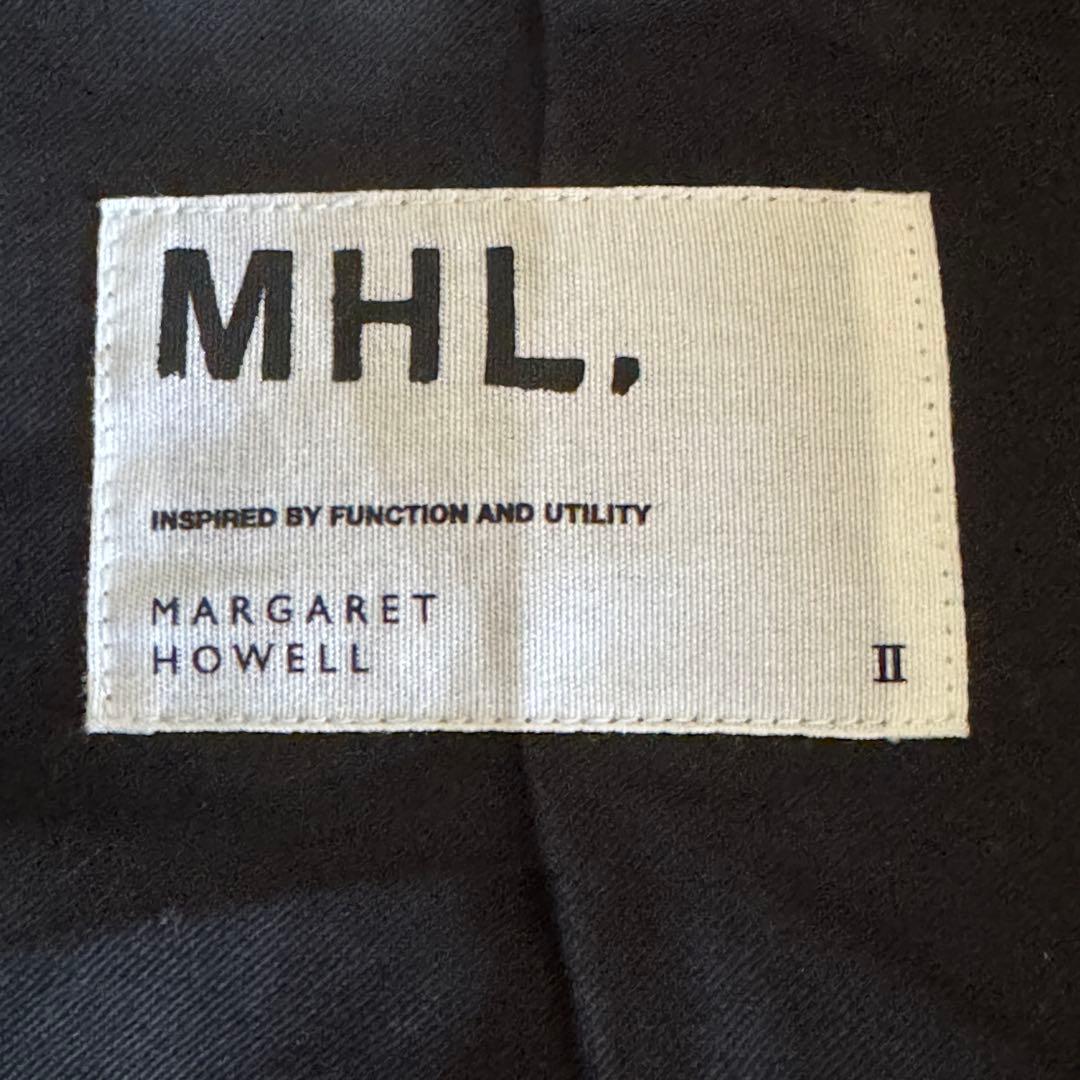 MHL.
INSPIRED BY FUNCTION AND UTILITY
MARGARET
HOWELL
II